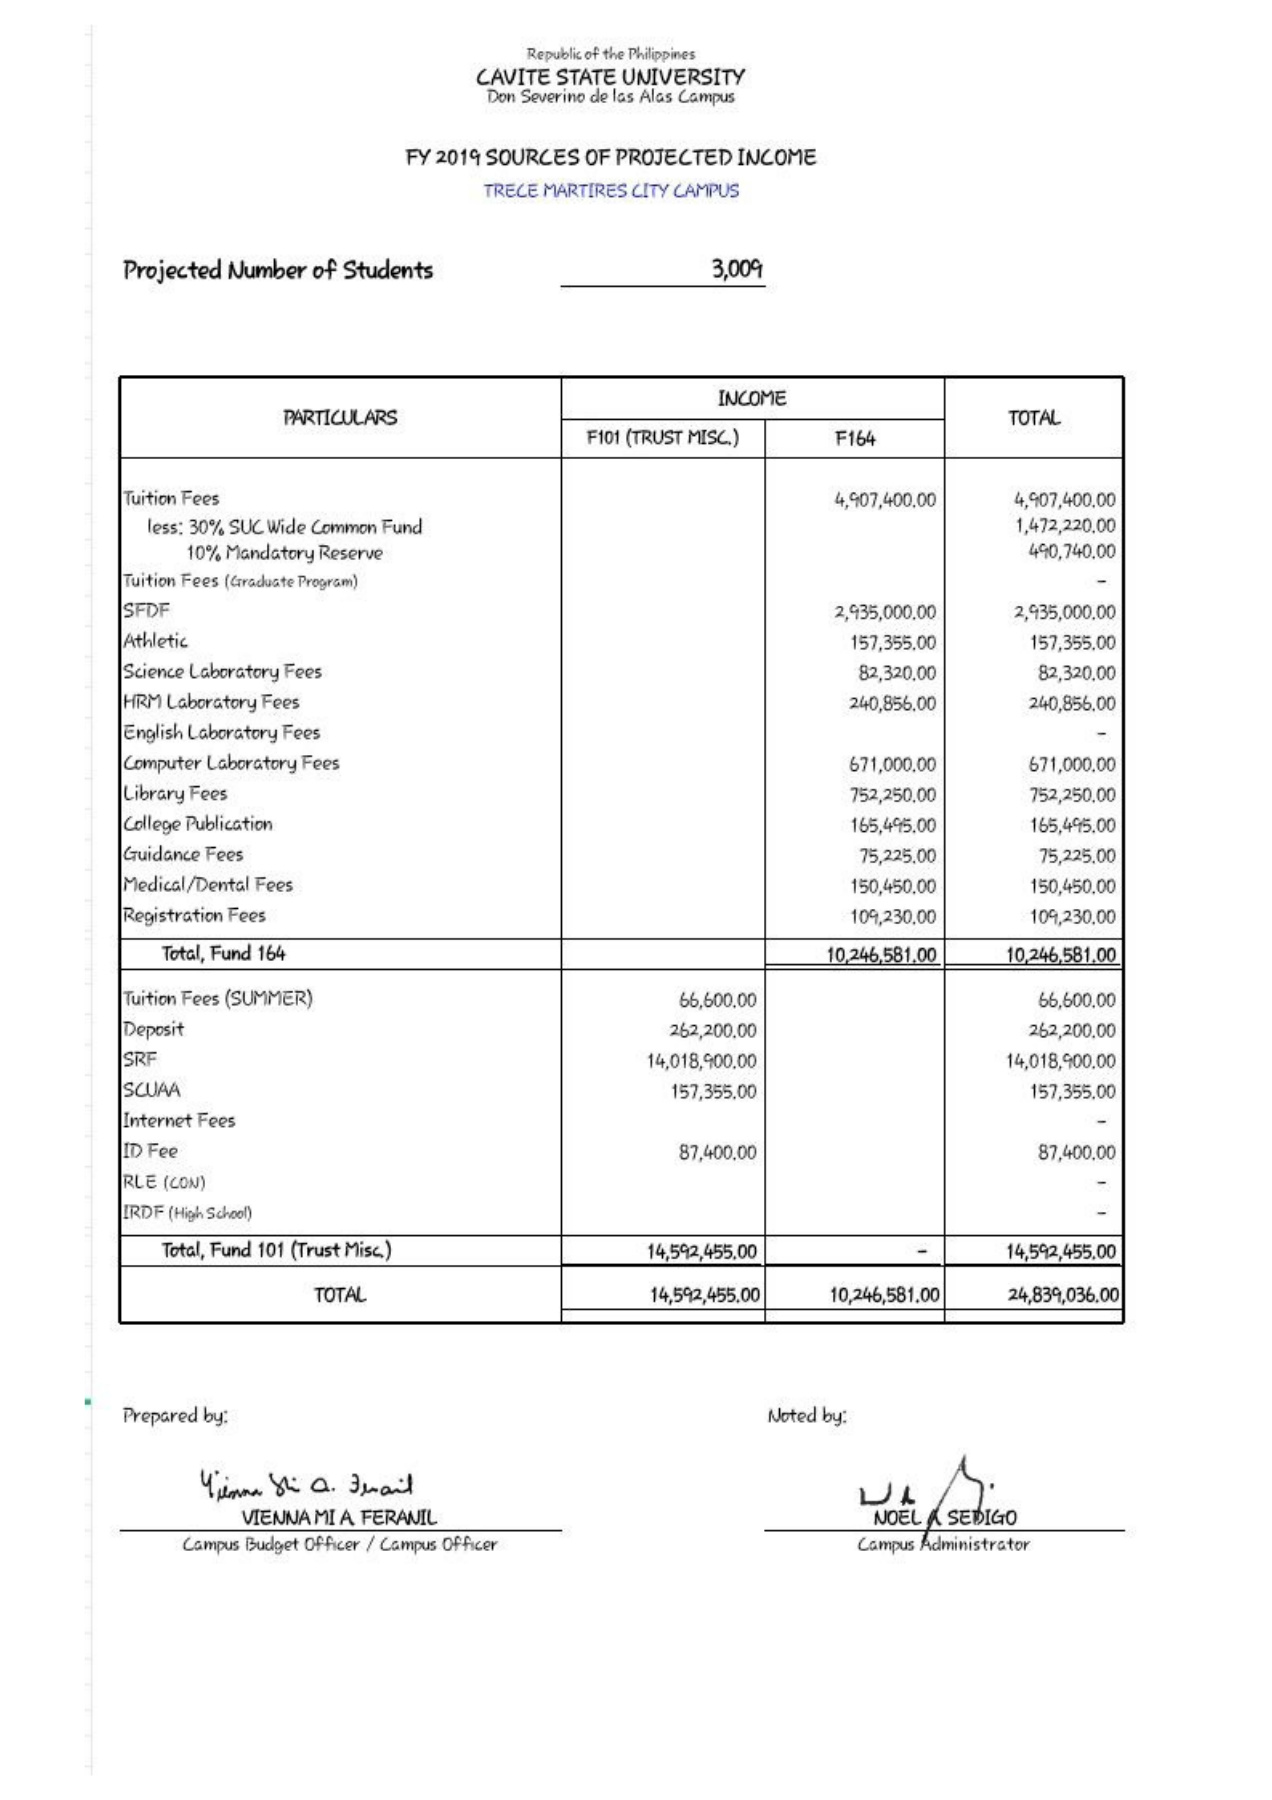 Republic of the Philippines
CAVITE STATE UNIVERSITY
Don Severino de las Alas Campus
FY 2019 SOURCES OF PROJECTED INCOME
TRECE MARTIRES CITY CAMPUS
Projected Number of Students 3,009
PARTICULARS INCOME TOTAL
F101 (TRUST MISC.) F164
Tuition Fees 4,907,400.00 4,907,400.00
less: 30% SUC Wide Common Fund 1,472,220.00
10% Mandatory Reserve 490,740.00
Tuition Fees (Graduate Program) -
SFDF 2,935,000.00 2,935,000.00
Athletic 157,355.00 157,355.00
Science Laboratory Fees 82,320.00 82,320.00
HRM Laboratory Fees 240,856.00 240,856.00
English Laboratory Fees -
Computer Laboratory Fees 671,000.00 671,000.00
Library Fees 752,250.00 752,250.00
College Publication 165,495.00 165,495.00
Guidance Fees 75,225.00 75,225.00
Medical/Dental Fees 150,450.00 150,450.00
Registration Fees 109,230.00 109,230.00
Total, Fund 164 10,246,581.00 10,246,581.00
Tuition Fees (SUMMER) 66,600.00 66,600.00
Deposit 262,200.00 262,200.00
SRF 14,018,900.00 14,018,900.00
SCUAA 157,355.00 157,355.00
Internet Fees -
ID Fee 87,400.00 87,400.00
RLE (CON) -
IRDF (High School) -
Total, Fund 101 (Trust Misc.) 14,592,455.00 - 14,592,455.00
TOTAL 14,592,455.00 10,246,581.00 24,839,036.00
Prepared by: Noted by:
VIENNA MI A FERANIL NOEL A SEDIGO
Campus Budget Officer / Campus Officer Campus Administrator